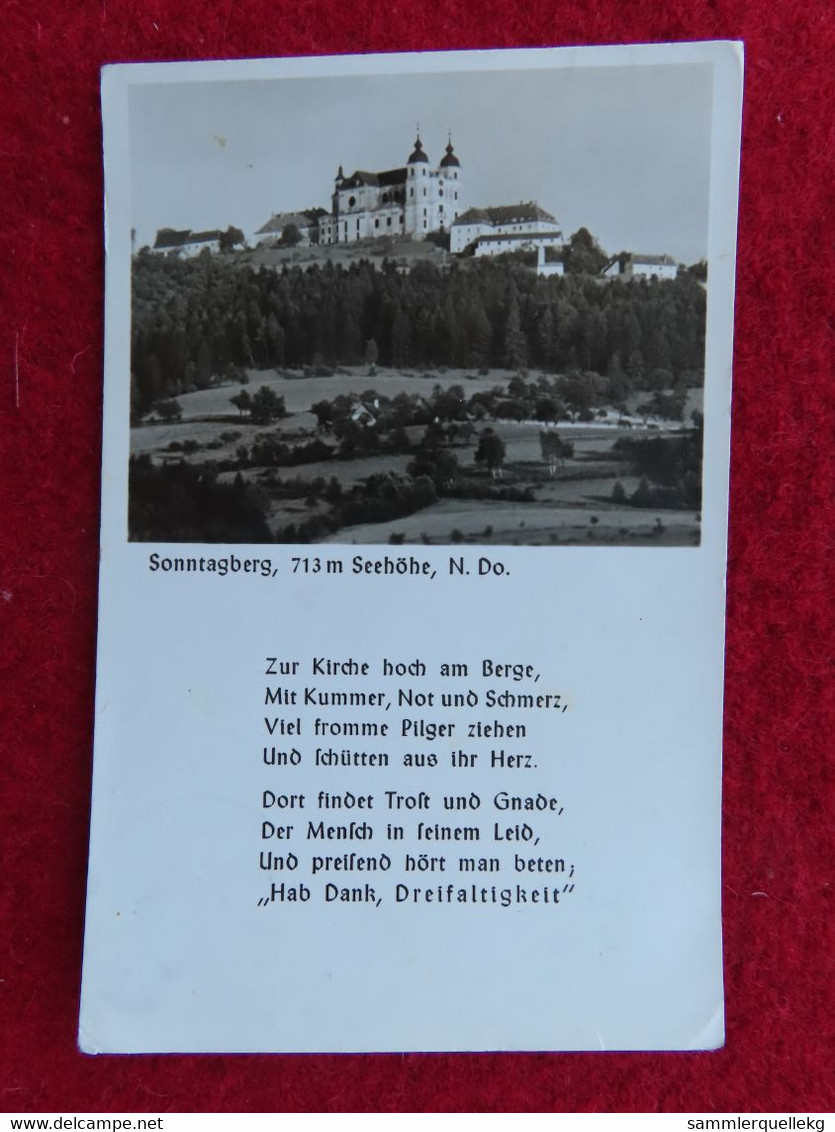 Sonntagberg, 713 m Seehöhe, N. Do.
Zur Kirche hoch am Berge,
Mit Kummer, Not und Schmerz,
Viel fromme Pilger ziehen
Und ſchütten aus ihr Herz.
Dort findet Troſt und Gnade,
Der Menſch in ſeinem Leid,
Und preiſend hört man beten;
„Hab Dank, Dreifaltigkeit"
www.delcampe.net
sammlerquellekg